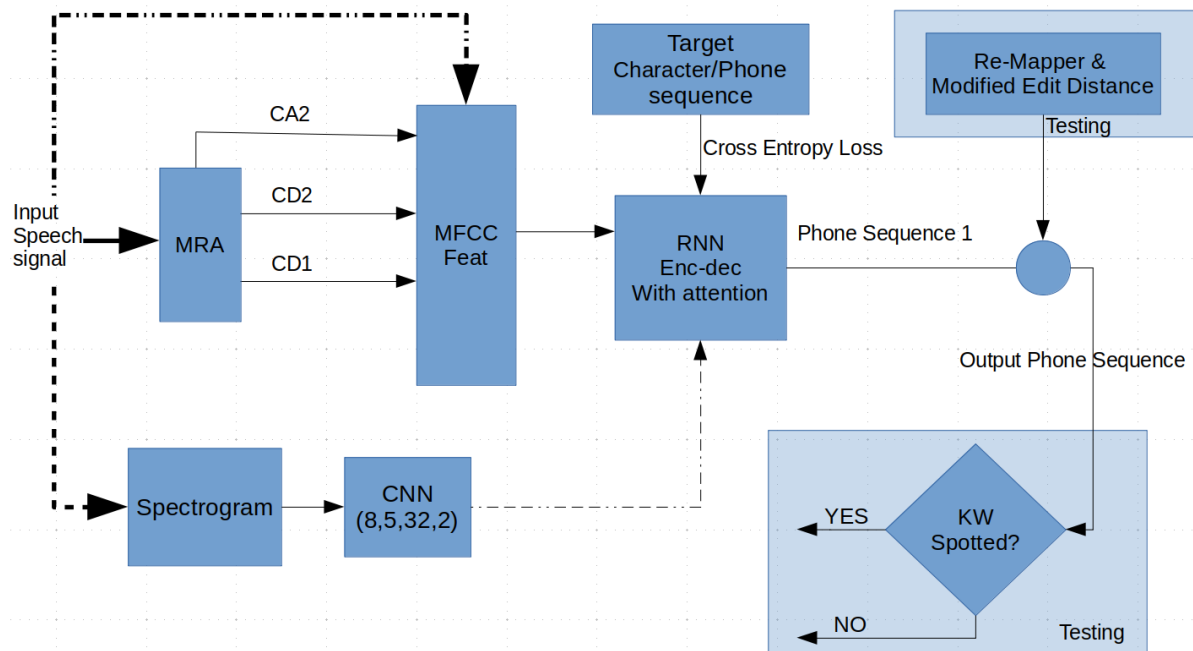 Target
Character/Phone
sequence
Re-Mapper &
Modified Edit Distance
Testing
CA2
Cross Entropy Loss
CD2
Input
Speech
signal
MRA
MFCC
Feat
CD1
RNN
Enc-dec
With attention
Phone Sequence 1
Output Phone Sequence
Spectrogram
CNN
(8,5,32,2)
YES
KW
Spotted?
NO
Testing